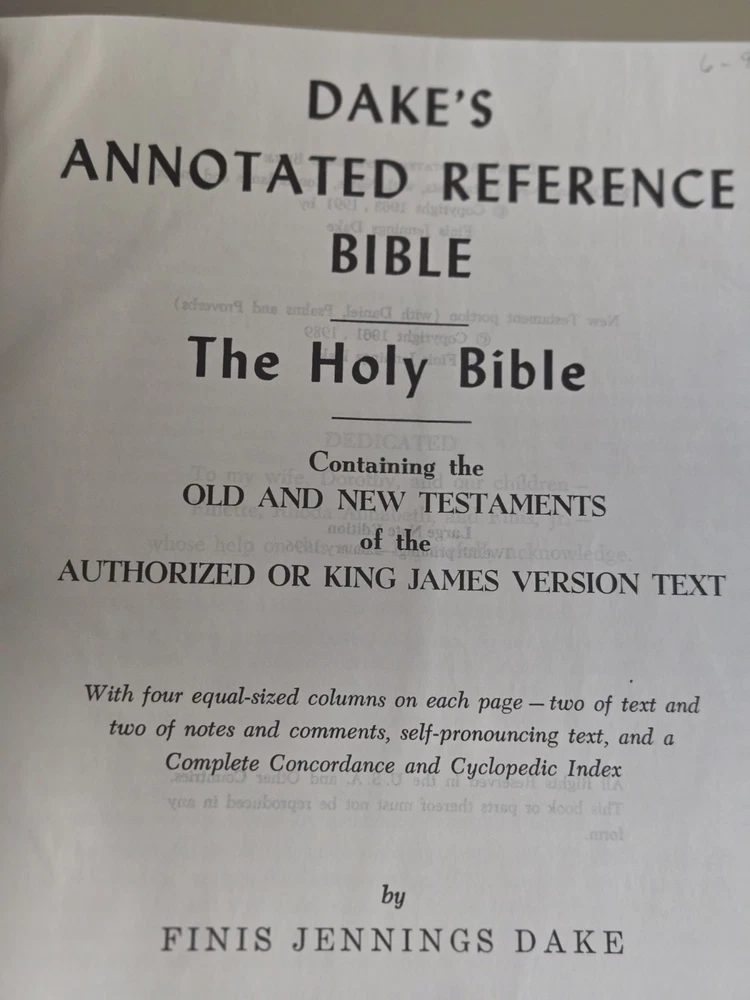 DAKE'S
ANNOTATED REFERENCE
BIBLE
The Holy Bible
Containing the
OLD AND NEW TESTAMENTS
of the
AUTHORIZED OR KING JAMES VERSION TEXT
With four equal-sized columns on each page — two of text and
two of notes and comments, self-pronouncing text, and a
Complete Concordance and Cyclopedic Index
by
FINIS JENNINGS DAKE